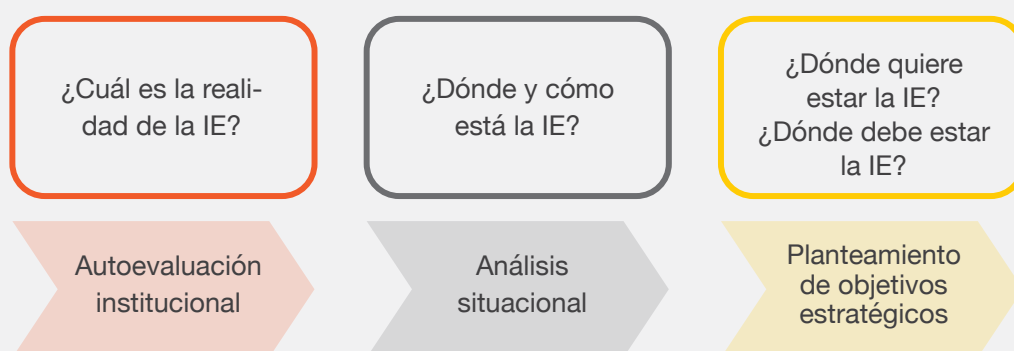 ¿Cuál es la reali-
dad de la IE?
¿Dónde y cómo
está la IE?
¿Dónde quiere
estar la IE?
¿Dónde debe estar
la IE?
Autoevaluación
institucional
Análisis
situacional
Planteamiento
de objetivos
estratégicos